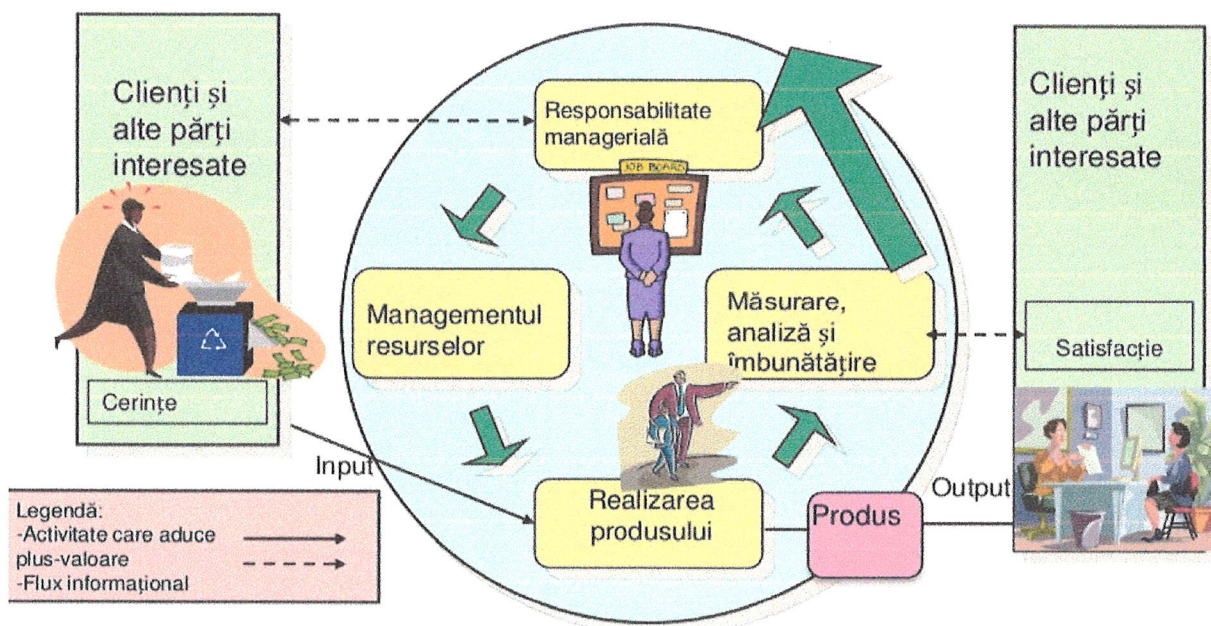 Clienți și
alte părți
interesate
Cerințe
Responsabilitate
managerială
JOB BOARD
Managementul
resurselor
Măsurare,
analiză și
îmbunătățire
Realizarea
produsului
Produs
Input
Output
Clienți și
alte părți
interesate
Satisfacție
Legendă:
-Activitate care aduce
plus-valoare
-Flux informațional